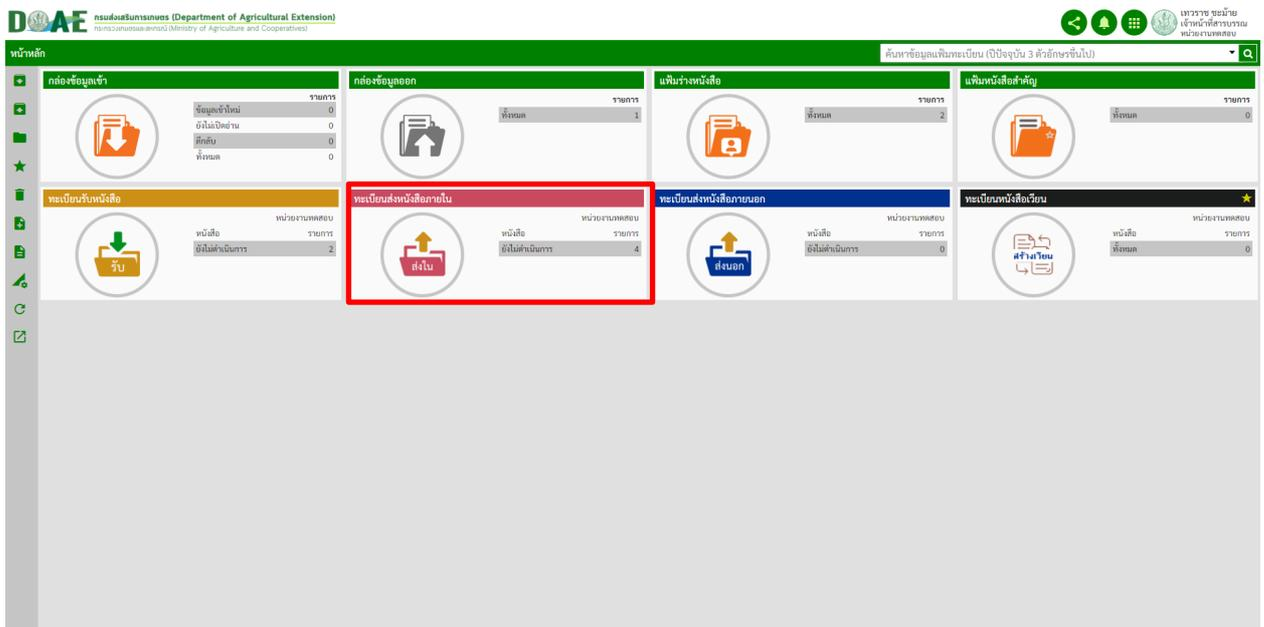 DOAE กรมส่งเสริมการเกษตร (Department of Agricultural Extension)
กระทรวงเกษตรและสหกรณ์ (Ministry of Agriculture and Cooperatives)
เทวราช ชะม้าย
เจ้าหน้าที่สารบรรณ
หน่วยงานทดสอบ
หน้าหลัก
ค้นหาข้อมูลแฟ้มทะเบียน (ปีปัจจุบัน 3 ตัวอักษรขึ้นไป)
กล่องข้อมูลเข้า
รายการ
ข้อมูลเข้าใหม่ 0
ยังไม่เปิดอ่าน 0
ตีกลับ 0
ทั้งหมด 0
กล่องข้อมูลออก
รายการ
ทั้งหมด 1
แฟ้มร่างหนังสือ
รายการ
ทั้งหมด 2
แฟ้มหนังสือสำคัญ
รายการ
ทั้งหมด 0
ทะเบียนรับหนังสือ
หน่วยงานทดสอบ
หนังสือ รายการ
ยังไม่ดำเนินการ 2
รับ
ทะเบียนส่งหนังสือภายใน
หน่วยงานทดสอบ
หนังสือ รายการ
ยังไม่ดำเนินการ 4
ส่งใน
ทะเบียนส่งหนังสือภายนอก
หน่วยงานทดสอบ
หนังสือ รายการ
ยังไม่ดำเนินการ 0
ส่งนอก
ทะเบียนหนังสือเวียน
หน่วยงานทดสอบ
หนังสือ รายการ
ทั้งหมด 0
สร้างเวียน